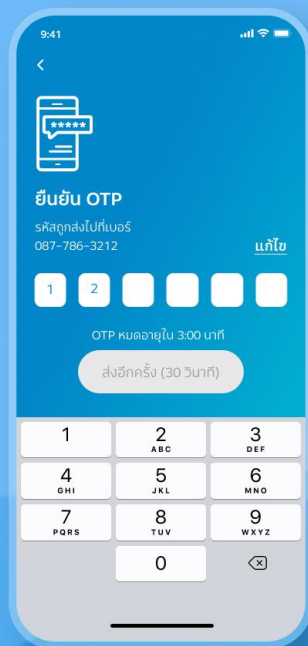 9:41
*****
ยืนยัน OTP
รหัสถูกส่งไปที่เบอร์
087-786-3212
แก้ไข
1 2
OTP หมดอายุใน 3:00 นาที
ส่งอีกครั้ง (30 วินาที)
1 2 3
ABC DEF
4 5 6
GHI JKL MNO
7 8 9
PQRS TUV WXYZ
0